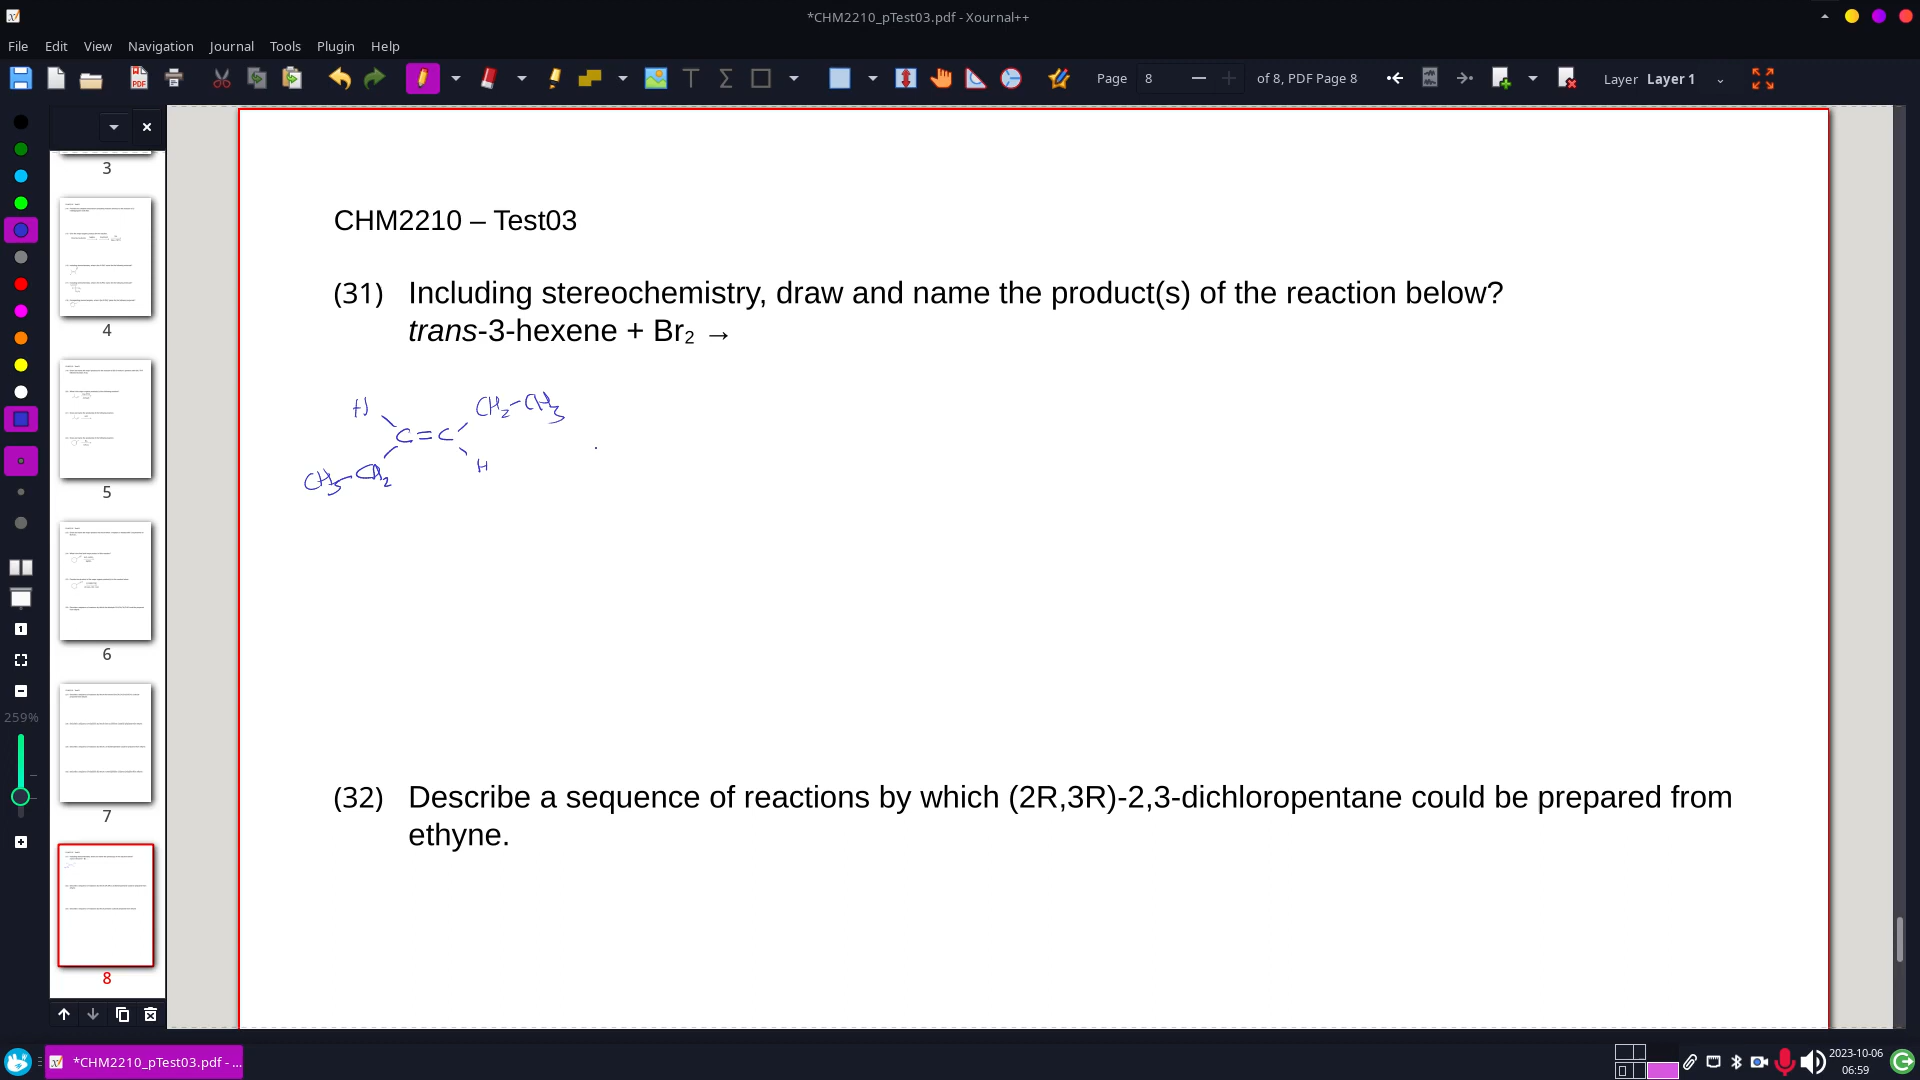 *CHM2210_pTest03.pdf - Xournal++
File Edit View Navigation Journal Tools Plugin Help
Page 8 of 8, PDF Page 8 Layer Layer 1
3
4
5
6
7
8
259%
CHM2210 – Test03
(31) Including stereochemistry, draw and name the product(s) of the reaction below?
trans-3-hexene + Br₂ →
H CH₂-CH₃
C=C
CH₃-CH₂ H
(32) Describe a sequence of reactions by which (2R,3R)-2,3-dichloropentane could be prepared from
ethyne.
*CHM2210_pTest03.pdf - ...
2023-10-06
06:59